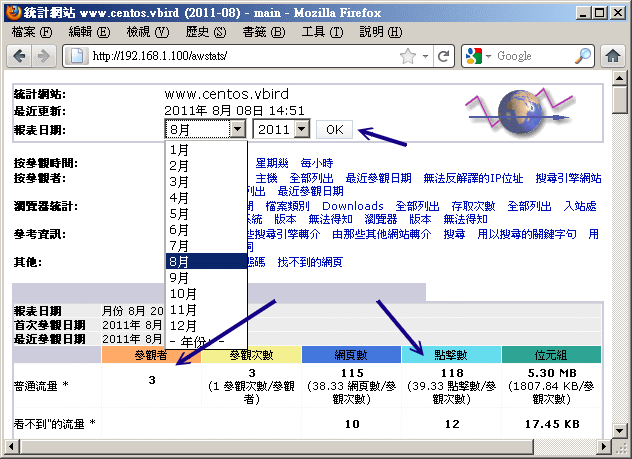 統計網站 www.centos.vbird (2011-08) - main - Mozilla Firefox
檔案 (F) 編輯 (E) 檢視 (V) 歷史 (S) 書籤 (B) 工具 (T) 說明 (H)
http://192.168.1.100/awstats/
Google
統計網站: www.centos.vbird
最近更新: 2011年 8月 08日 14:51
報表日期: 8月 2011 OK
1月
2月
3月
4月
5月
6月
7月
8月
9月
10月
11月
12月
- 年份 -
按參觀時間: 星期幾 每小時
按參觀者: 主機 全部列出 最近參觀日期 無法反解譯的IP位址 搜尋引擎網站
列出 最近參觀日期
瀏覽器統計: 檔案類別 Downloads 全部列出 存取次數 全部列出 入站處
系統 版本 無法得知 瀏覽器 版本 無法得知
參考資訊: 些搜尋引擎轉介 由那些其他網站轉介 搜尋 用以搜尋的關鍵字句 用
詞
其他: 找不到的網頁
報表日期 月份 8月 20
首次參觀日期 2011年 8月
最近參觀日期 2011年 8月
參觀者 參觀次數 網頁數 點擊數 位元組
普通流量 * 3 3 115 118 5.30 MB
(1 參觀次數/參觀 (38.33 網頁數/參 (39.33 點擊數/參 (1807.84 KB/參
者) 觀次數) 觀次數) 觀次數)
看不到"的流量 * 10 12 17.45 KB